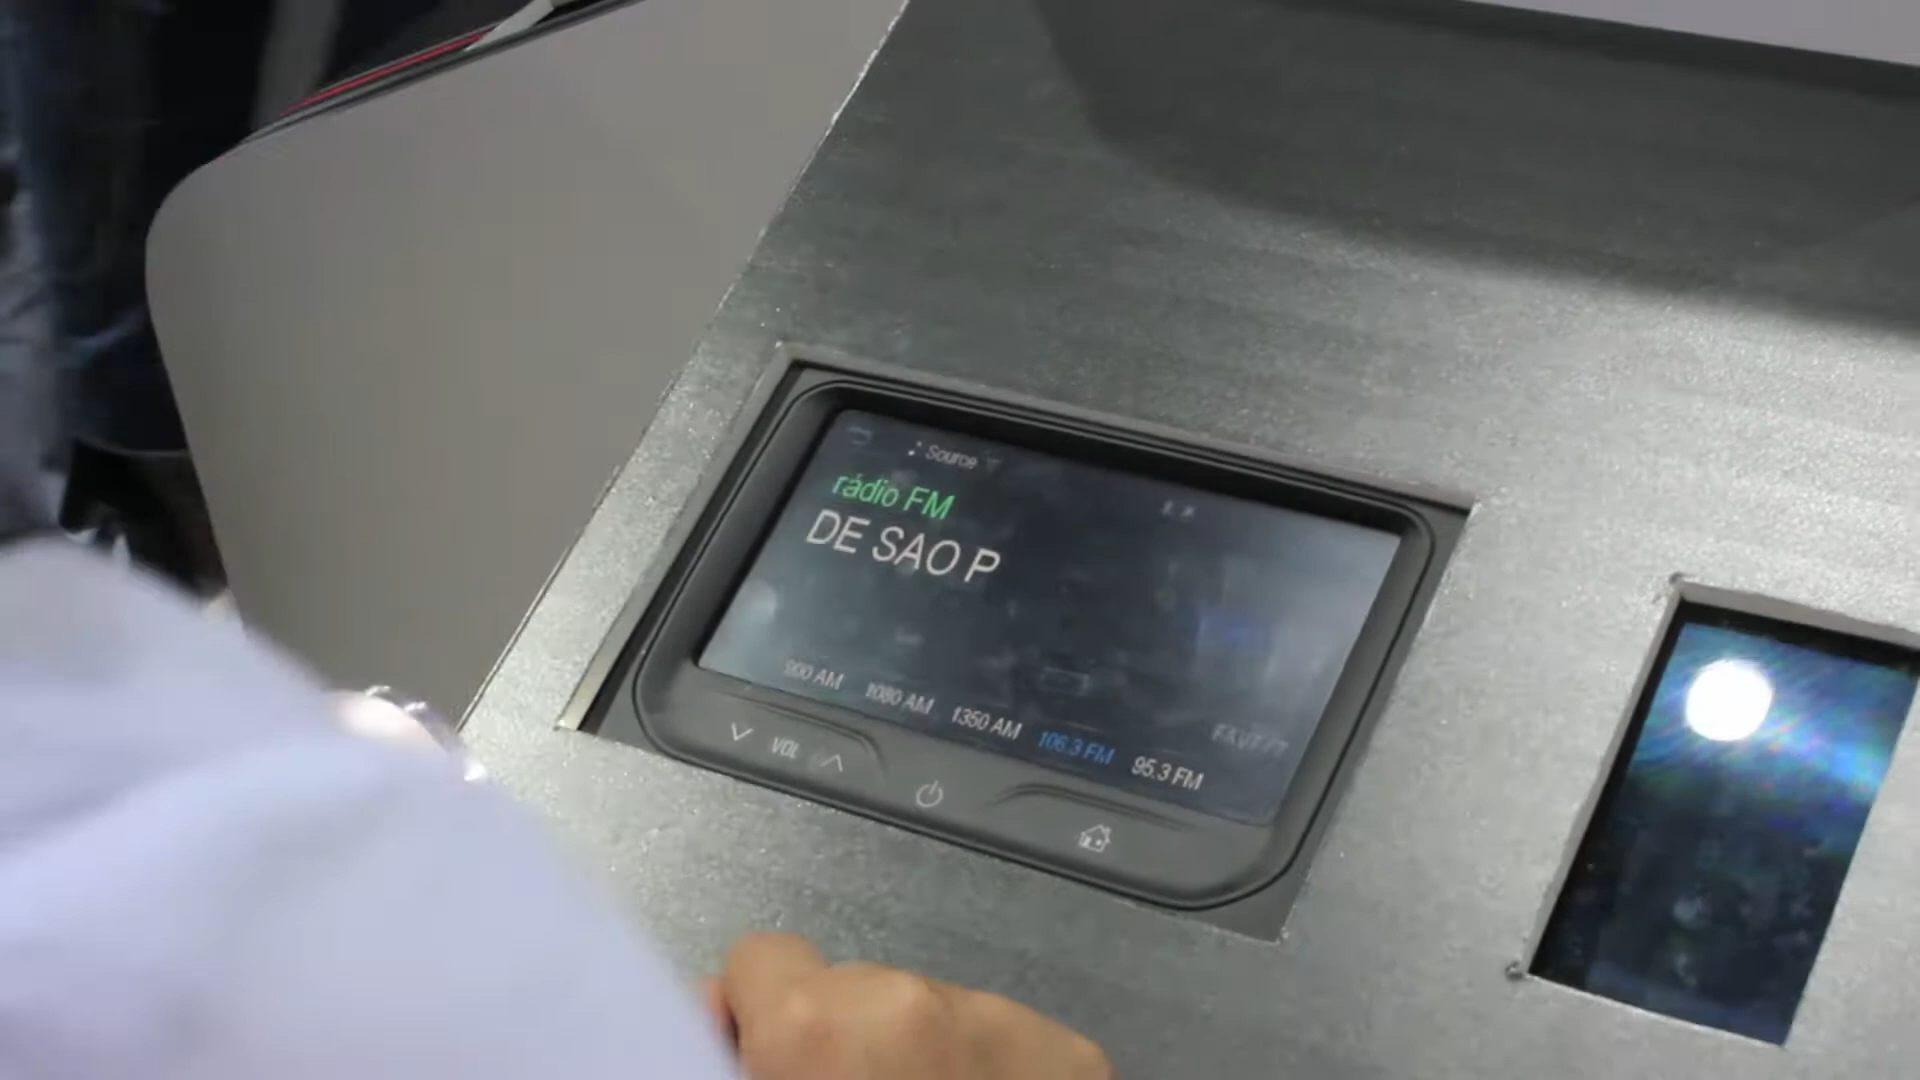 Source
rádio FM
DE SAO P
900 AM 1080 AM 1350 AM 106.3 FM 95.3 FM
VOL